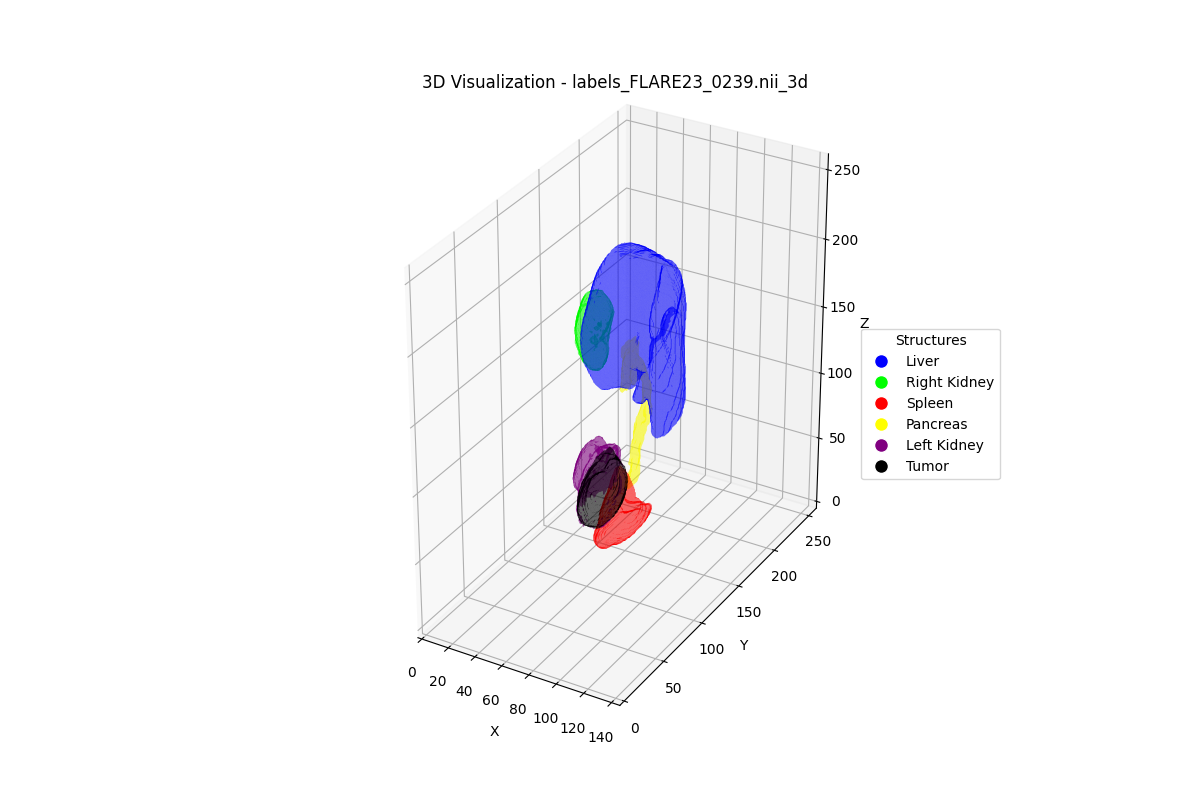 3D Visualization - labels_FLARE23_0239.nii_3d
250
200
150
100
50
0
Z
Structures
Liver
Right Kidney
Spleen
Pancreas
Left Kidney
Tumor
250
200
150
100
50
0
Y
0
20
40
60
80
100
120
140
X